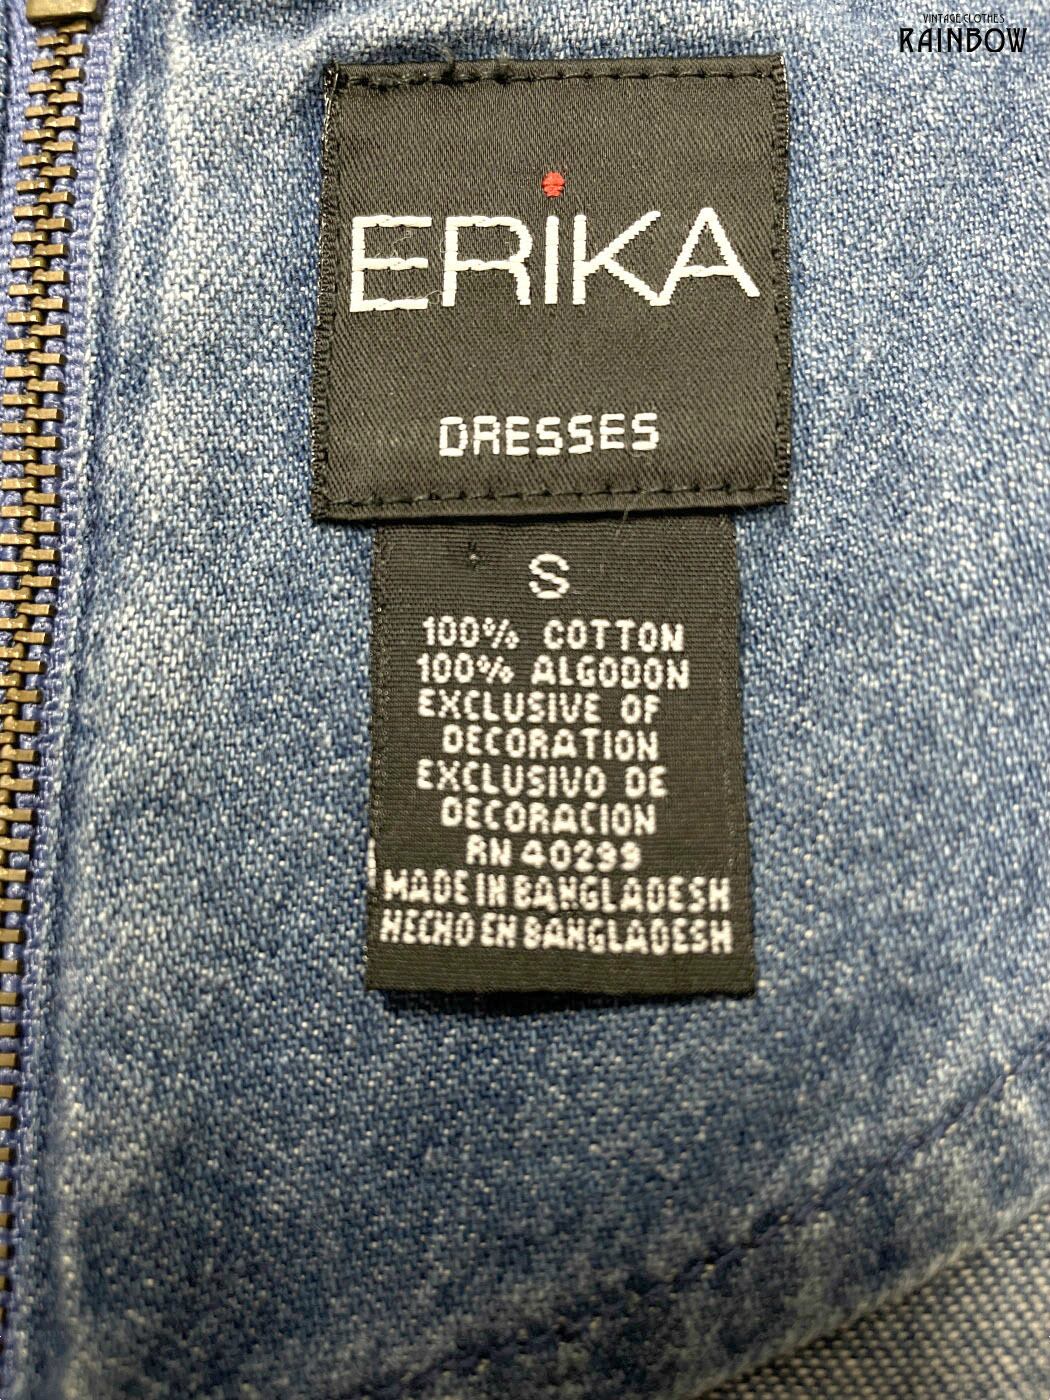 VINTAGE CLOTHES
RAINBOW
ERIKA
DRESSES
S
100% COTTON
100% ALGODON
EXCLUSIVE OF
DECORATION
EXCLUSIVO DE
DECORACION
RN 40299
MADE IN BANGLADESH
HECHO EN BANGLADESH